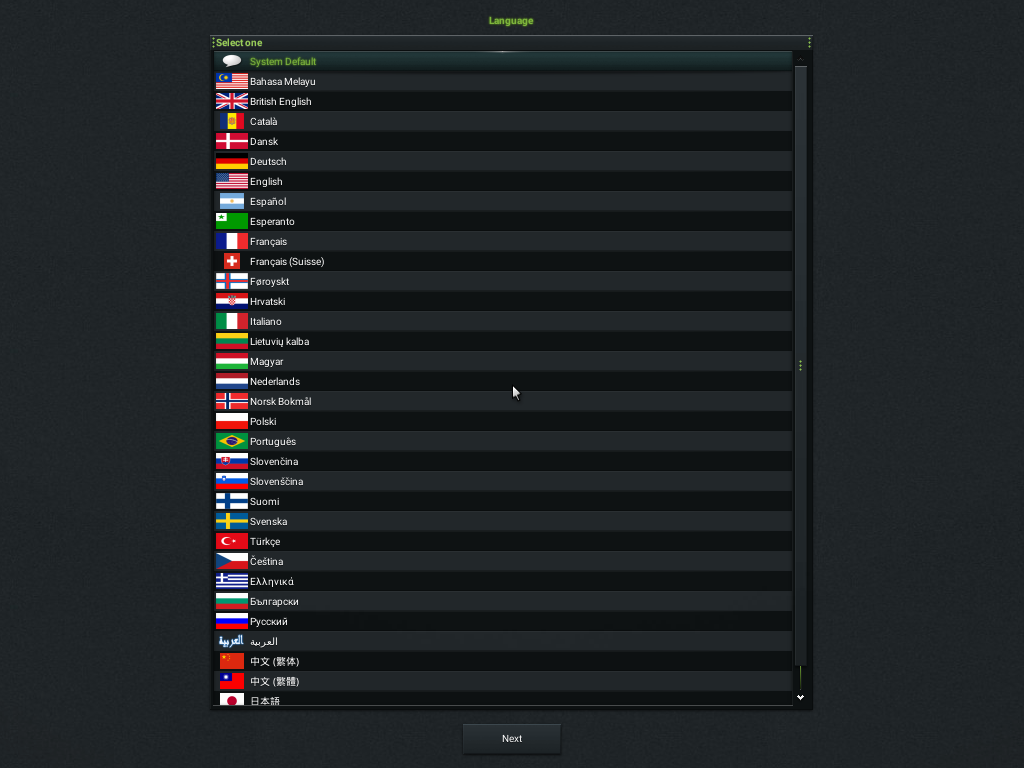 Language
Select one
System Default
Bahasa Melayu
British English
Català
Dansk
Deutsch
English
Español
Esperanto
Français
Français (Suisse)
Føroyskt
Hrvatski
Italiano
Lietuvių kalba
Magyar
Nederlands
Norsk Bokmål
Polski
Português
Slovenčina
Slovenščina
Suomi
Svenska
Türkçe
Čeština
Ελληνικά
Български
Русский
العربية العربية
中文 (繁体)
中文 (繁體)
日本語
Next